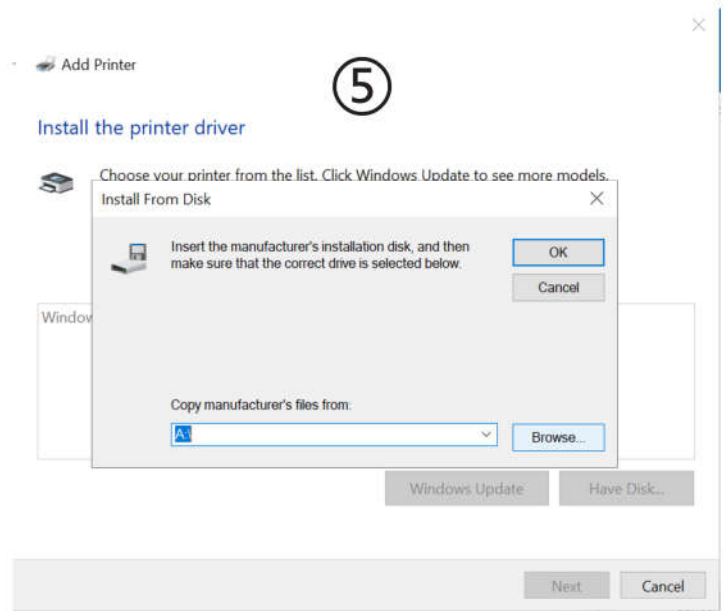 Add Printer
⑤
Install the printer driver
Choose your printer from the list. Click Windows Update to see more models.
Install From Disk
Insert the manufacturer's installation disk, and then
make sure that the correct drive is selected below.
OK
Cancel
Window
Copy manufacturer's files from:
A:\
Browse...
Windows Update
Have Disk...
Next
Cancel